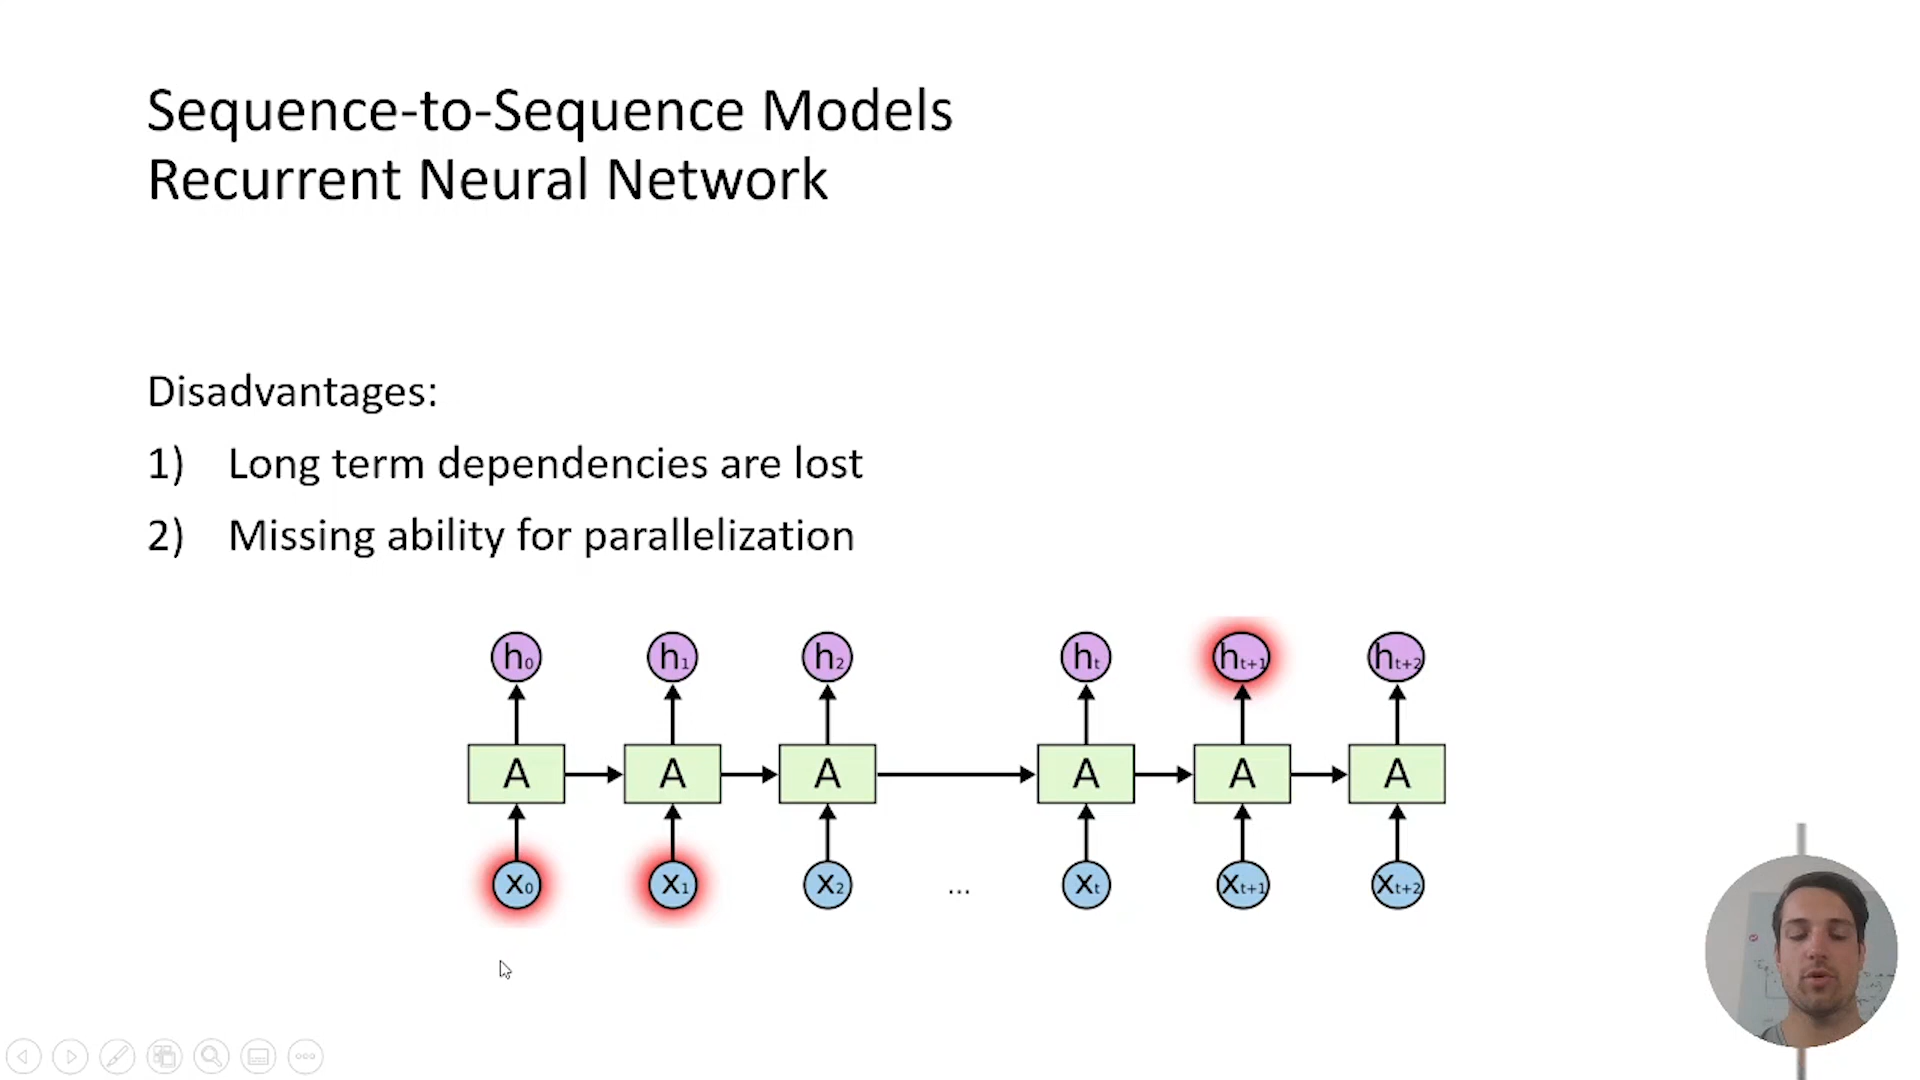 Sequence-to-Sequence Models
Recurrent Neural Network
Disadvantages:
1) Long term dependencies are lost
2) Missing ability for parallelization
h₀ h₁ h₂ hₜ hₜ₊₁ hₜ₊₂
A A A A A A
x₀ x₁ x₂ ... xₜ xₜ₊₁ xₜ₊₂